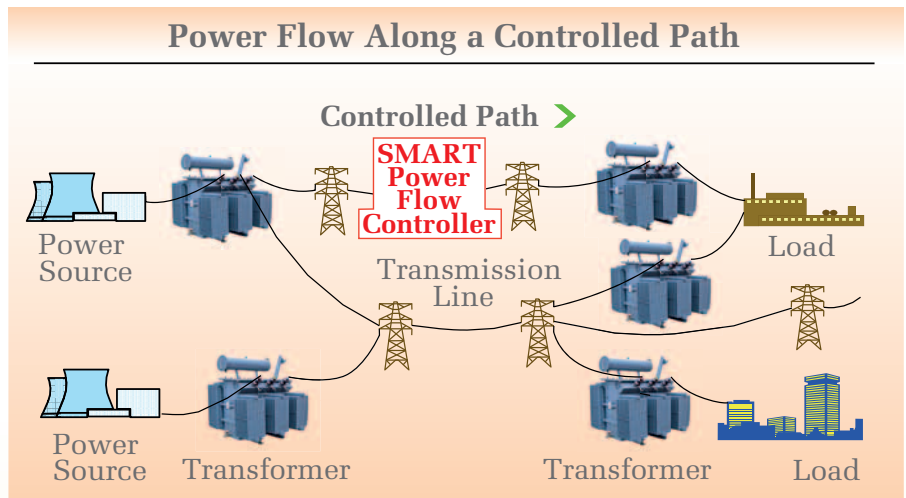 Power Flow Along a Controlled Path
Controlled Path
SMART
Power
Flow
Controller
Power
Source
Transmission
Line
Load
Power
Source
Transformer
Transformer
Load